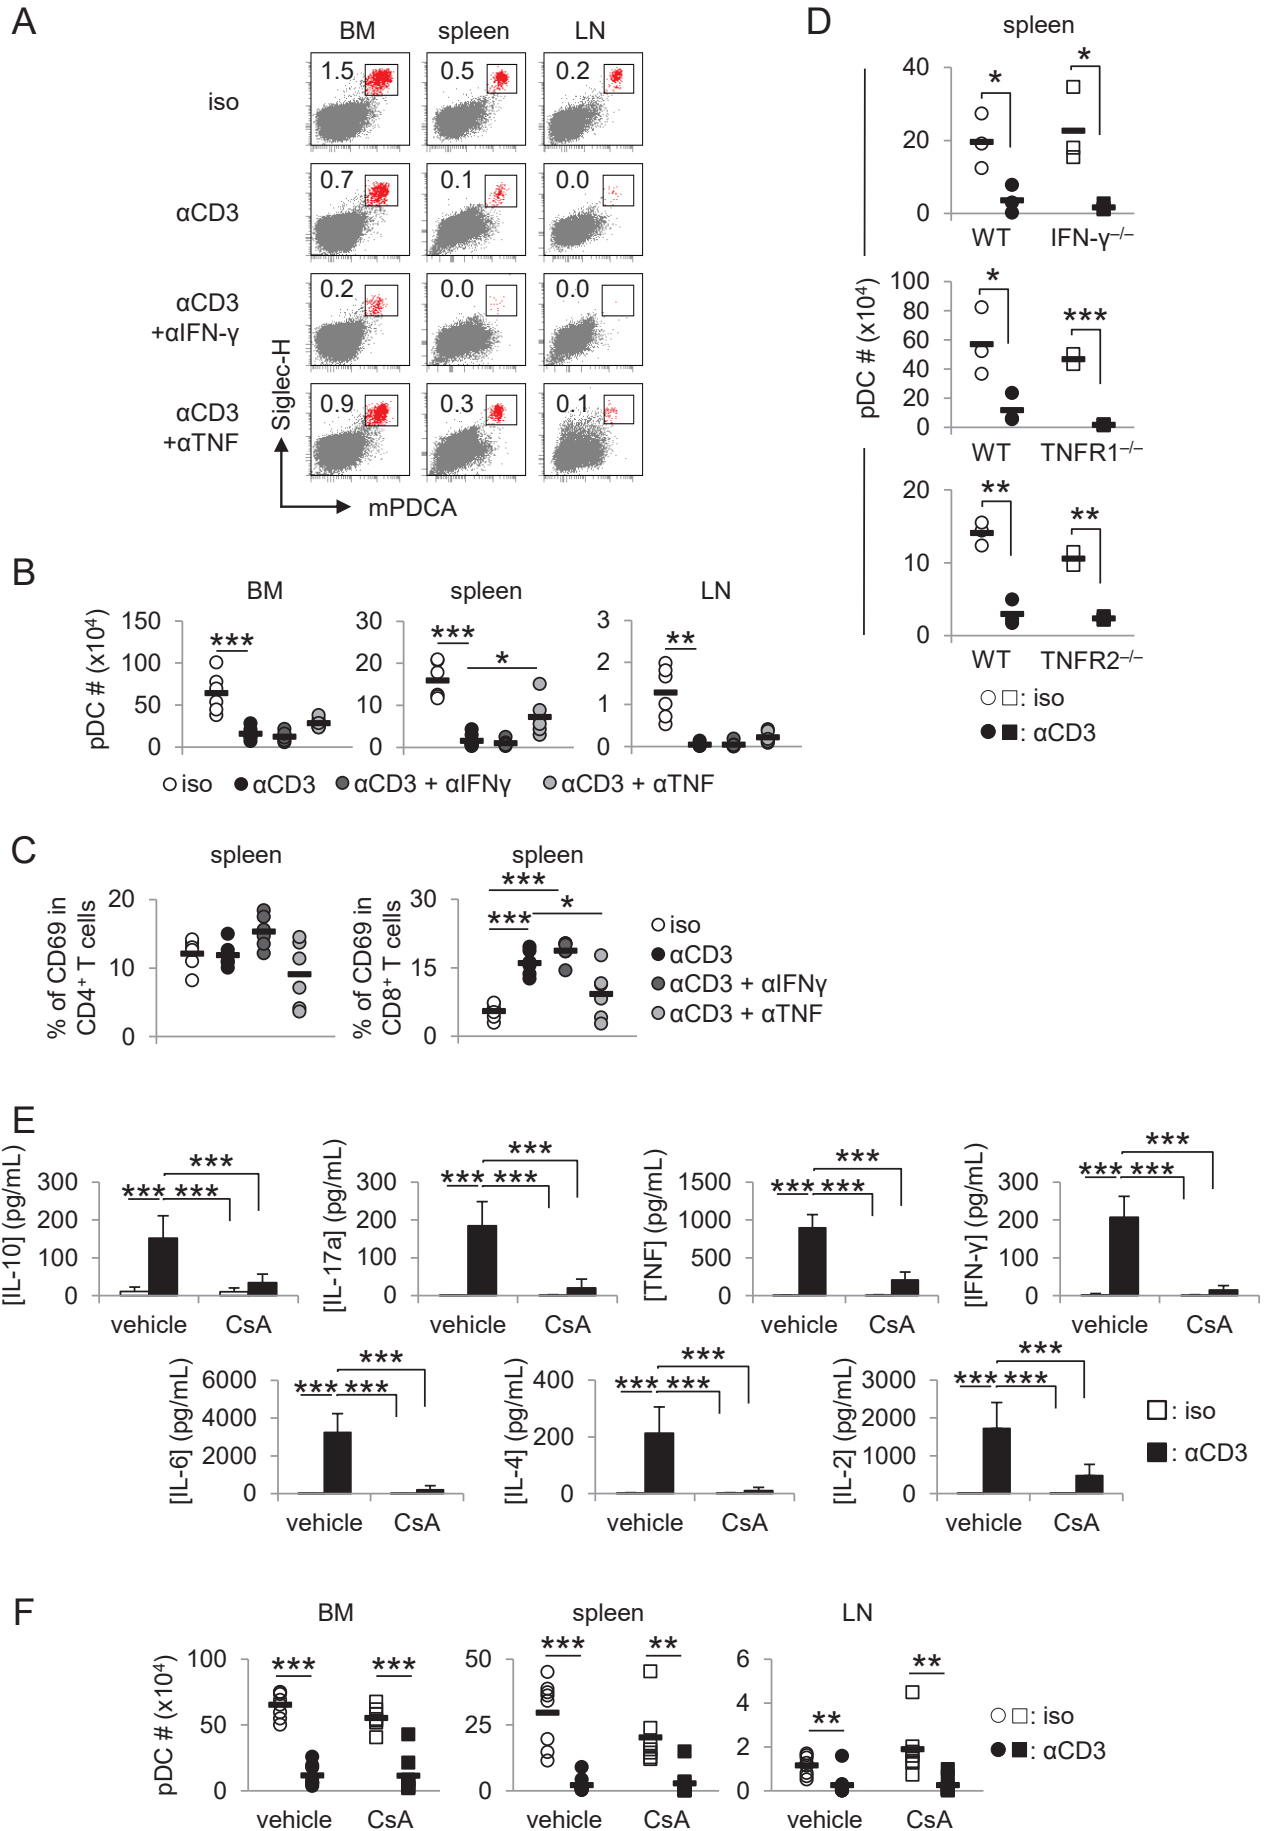 A
BM spleen LN
iso 1.5 0.5 0.2
αCD3 0.7 0.1 0.0
αCD3
+αIFN-γ 0.2 0.0 0.0
αCD3
+αTNF 0.9 0.3 0.1
Siglec-H
mPDCA
D
spleen
pDC # (x10⁴)
40
20
0
* *
WT IFN-γ⁻/⁻
100
80
60
40
20
0
* ***
WT TNFR1⁻/⁻
20
10
0
** **
WT TNFR2⁻/⁻
: iso
: αCD3
B
BM spleen LN
pDC # (x10⁴)
150
100
50
0
***
30
20
10
0
*** *
3
2
1
0
**
iso αCD3 αCD3 + αIFNγ αCD3 + αTNF
C
spleen spleen
% of CD69 in
CD4⁺ T cells
20
10
0
% of CD69 in
CD8⁺ T cells
30
15
0
***
*** *
iso
αCD3
αCD3 + αIFNγ
αCD3 + αTNF
E
[IL-10] (pg/mL)
300
200
100
0
***
*** ***
vehicle CsA
[IL-17a] (pg/mL)
300
200
100
0
***
*** ***
vehicle CsA
[TNF] (pg/mL)
1500
1000
500
0
***
*** ***
vehicle CsA
[IFN-γ] (pg/mL)
300
200
100
0
***
*** ***
vehicle CsA
[IL-6] (pg/mL)
6000
4000
2000
0
***
*** ***
vehicle CsA
[IL-4] (pg/mL)
400
200
0
***
*** ***
vehicle CsA
[IL-2] (pg/mL)
3000
2000
1000
0
***
*** ***
vehicle CsA
: iso
: αCD3
F
BM spleen LN
pDC # (x10⁴)
100
50
0
*** ***
vehicle CsA
50
25
0
*** **
vehicle CsA
6
4
2
0
** **
vehicle CsA
: iso
: αCD3